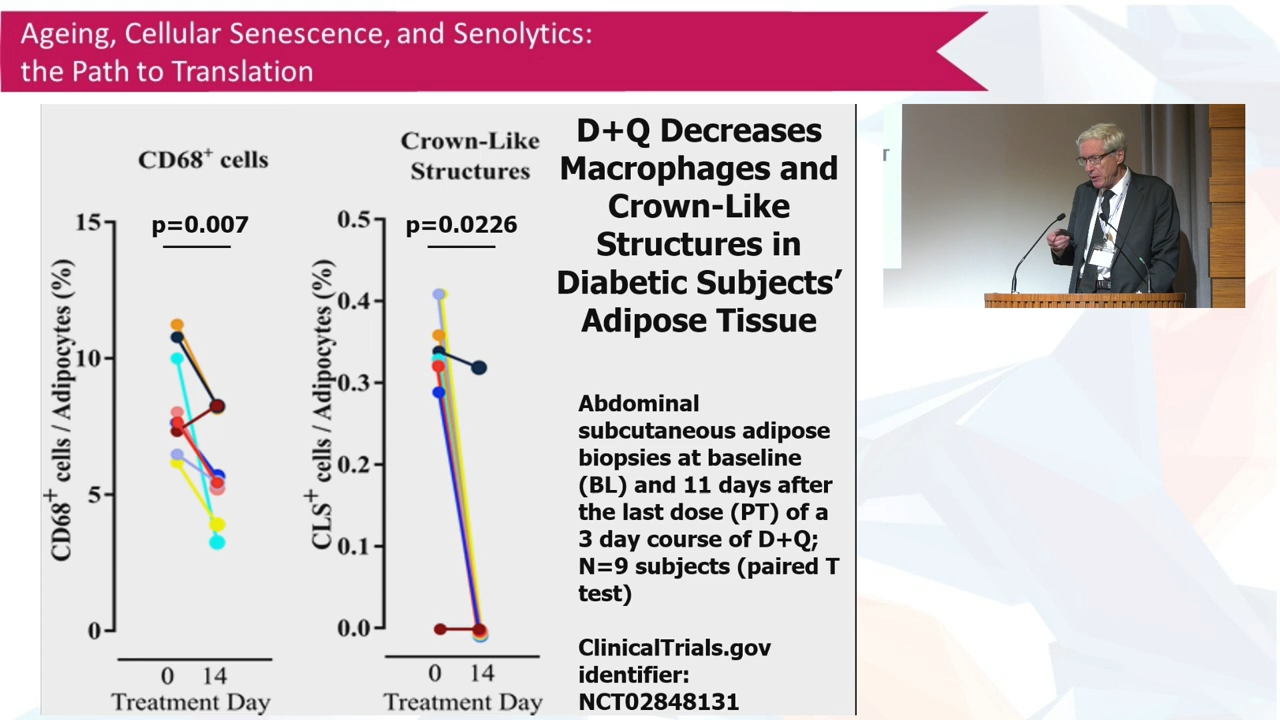 Ageing, Cellular Senescence, and Senolytics:
the Path to Translation
CD68⁺ cells
p=0.007
15
10
5
0
CD68⁺ cells / Adipocytes (%)
0 14
Treatment Day
Crown-Like
Structures
p=0.0226
0.5
0.4
0.3
0.2
0.1
0.0
CLS⁺ cells / Adipocytes (%)
0 14
Treatment Day
D+Q Decreases
Macrophages and
Crown-Like
Structures in
Diabetic Subjects’
Adipose Tissue
Abdominal
subcutaneous adipose
biopsies at baseline
(BL) and 11 days after
the last dose (PT) of a
3 day course of D+Q;
N=9 subjects (paired T
test)
ClinicalTrials.gov
identifier:
NCT02848131